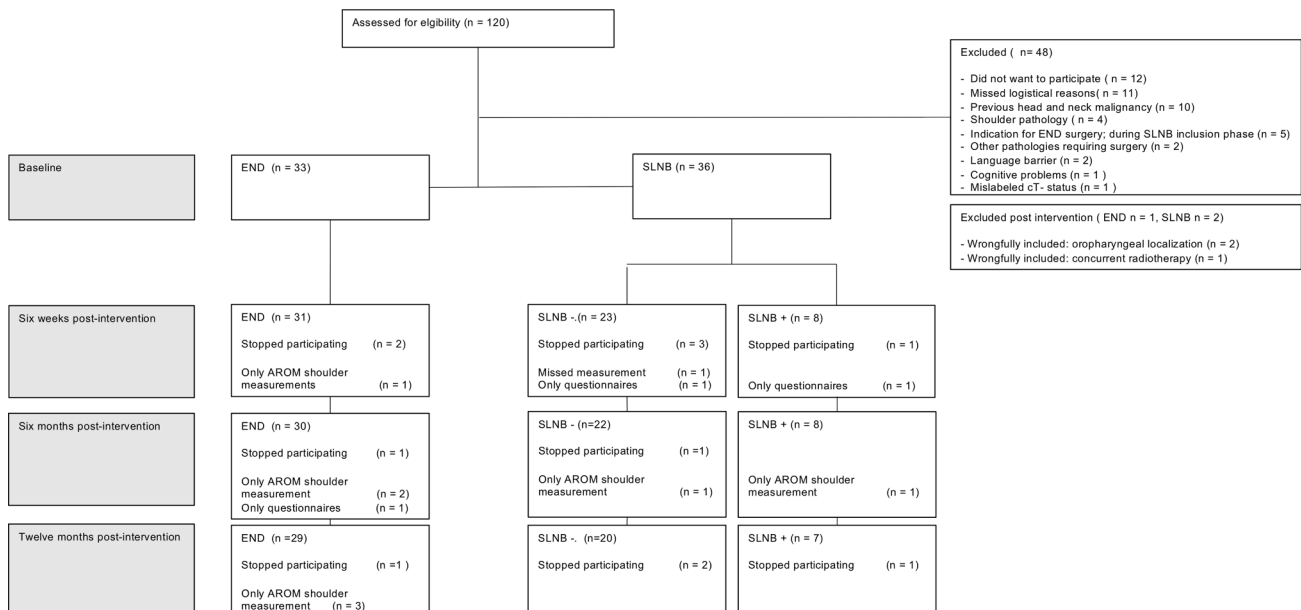 Assessed for elgibility (n = 120)
Excluded ( n= 48)
- Did not want to participate ( n = 12)
- Missed logistical reasons( n = 11)
- Previous head and neck malignancy (n = 10)
- Shoulder pathology ( n = 4)
- Indication for END surgery; during SLNB inclusion phase (n = 5)
- Other pathologies requiring surgery (n = 2)
- Language barrier (n = 2)
- Cognitive problems (n = 1 )
- Mislabeled cT- status (n = 1 )
Baseline
END (n = 33)
SLNB (n = 36)
Excluded post intervention ( END n = 1, SLNB n = 2)
- Wrongfully included: oropharyngeal localization (n = 2)
- Wrongfully included: concurrent radiotherapy (n = 1)
Six weeks post-intervention
END (n = 31)
Stopped participating (n = 2)
Only AROM shoulder
measurements (n = 1)
SLNB -.(n = 23)
Stopped participating (n = 3)
Missed measurement (n = 1)
Only questionnaires (n = 1)
SLNB + (n = 8)
Stopped participating (n = 1)
Only questionnaires (n = 1)
Six months post-intervention
END (n = 30)
Stopped participating (n = 1)
Only AROM shoulder
measurement (n = 2)
Only questionnaires (n = 1)
SLNB - (n=22)
Stopped participating (n =1)
Only AROM shoulder
measurement (n = 1)
SLNB + (n = 8)
Only AROM shoulder
measurement (n = 1)
Twelve months post-intervention
END (n =29)
Stopped participating (n =1 )
Only AROM shoulder
measurement (n = 3)
SLNB -. (n=20)
Stopped participating (n = 2)
SLNB + (n = 7)
Stopped participating (n = 1)